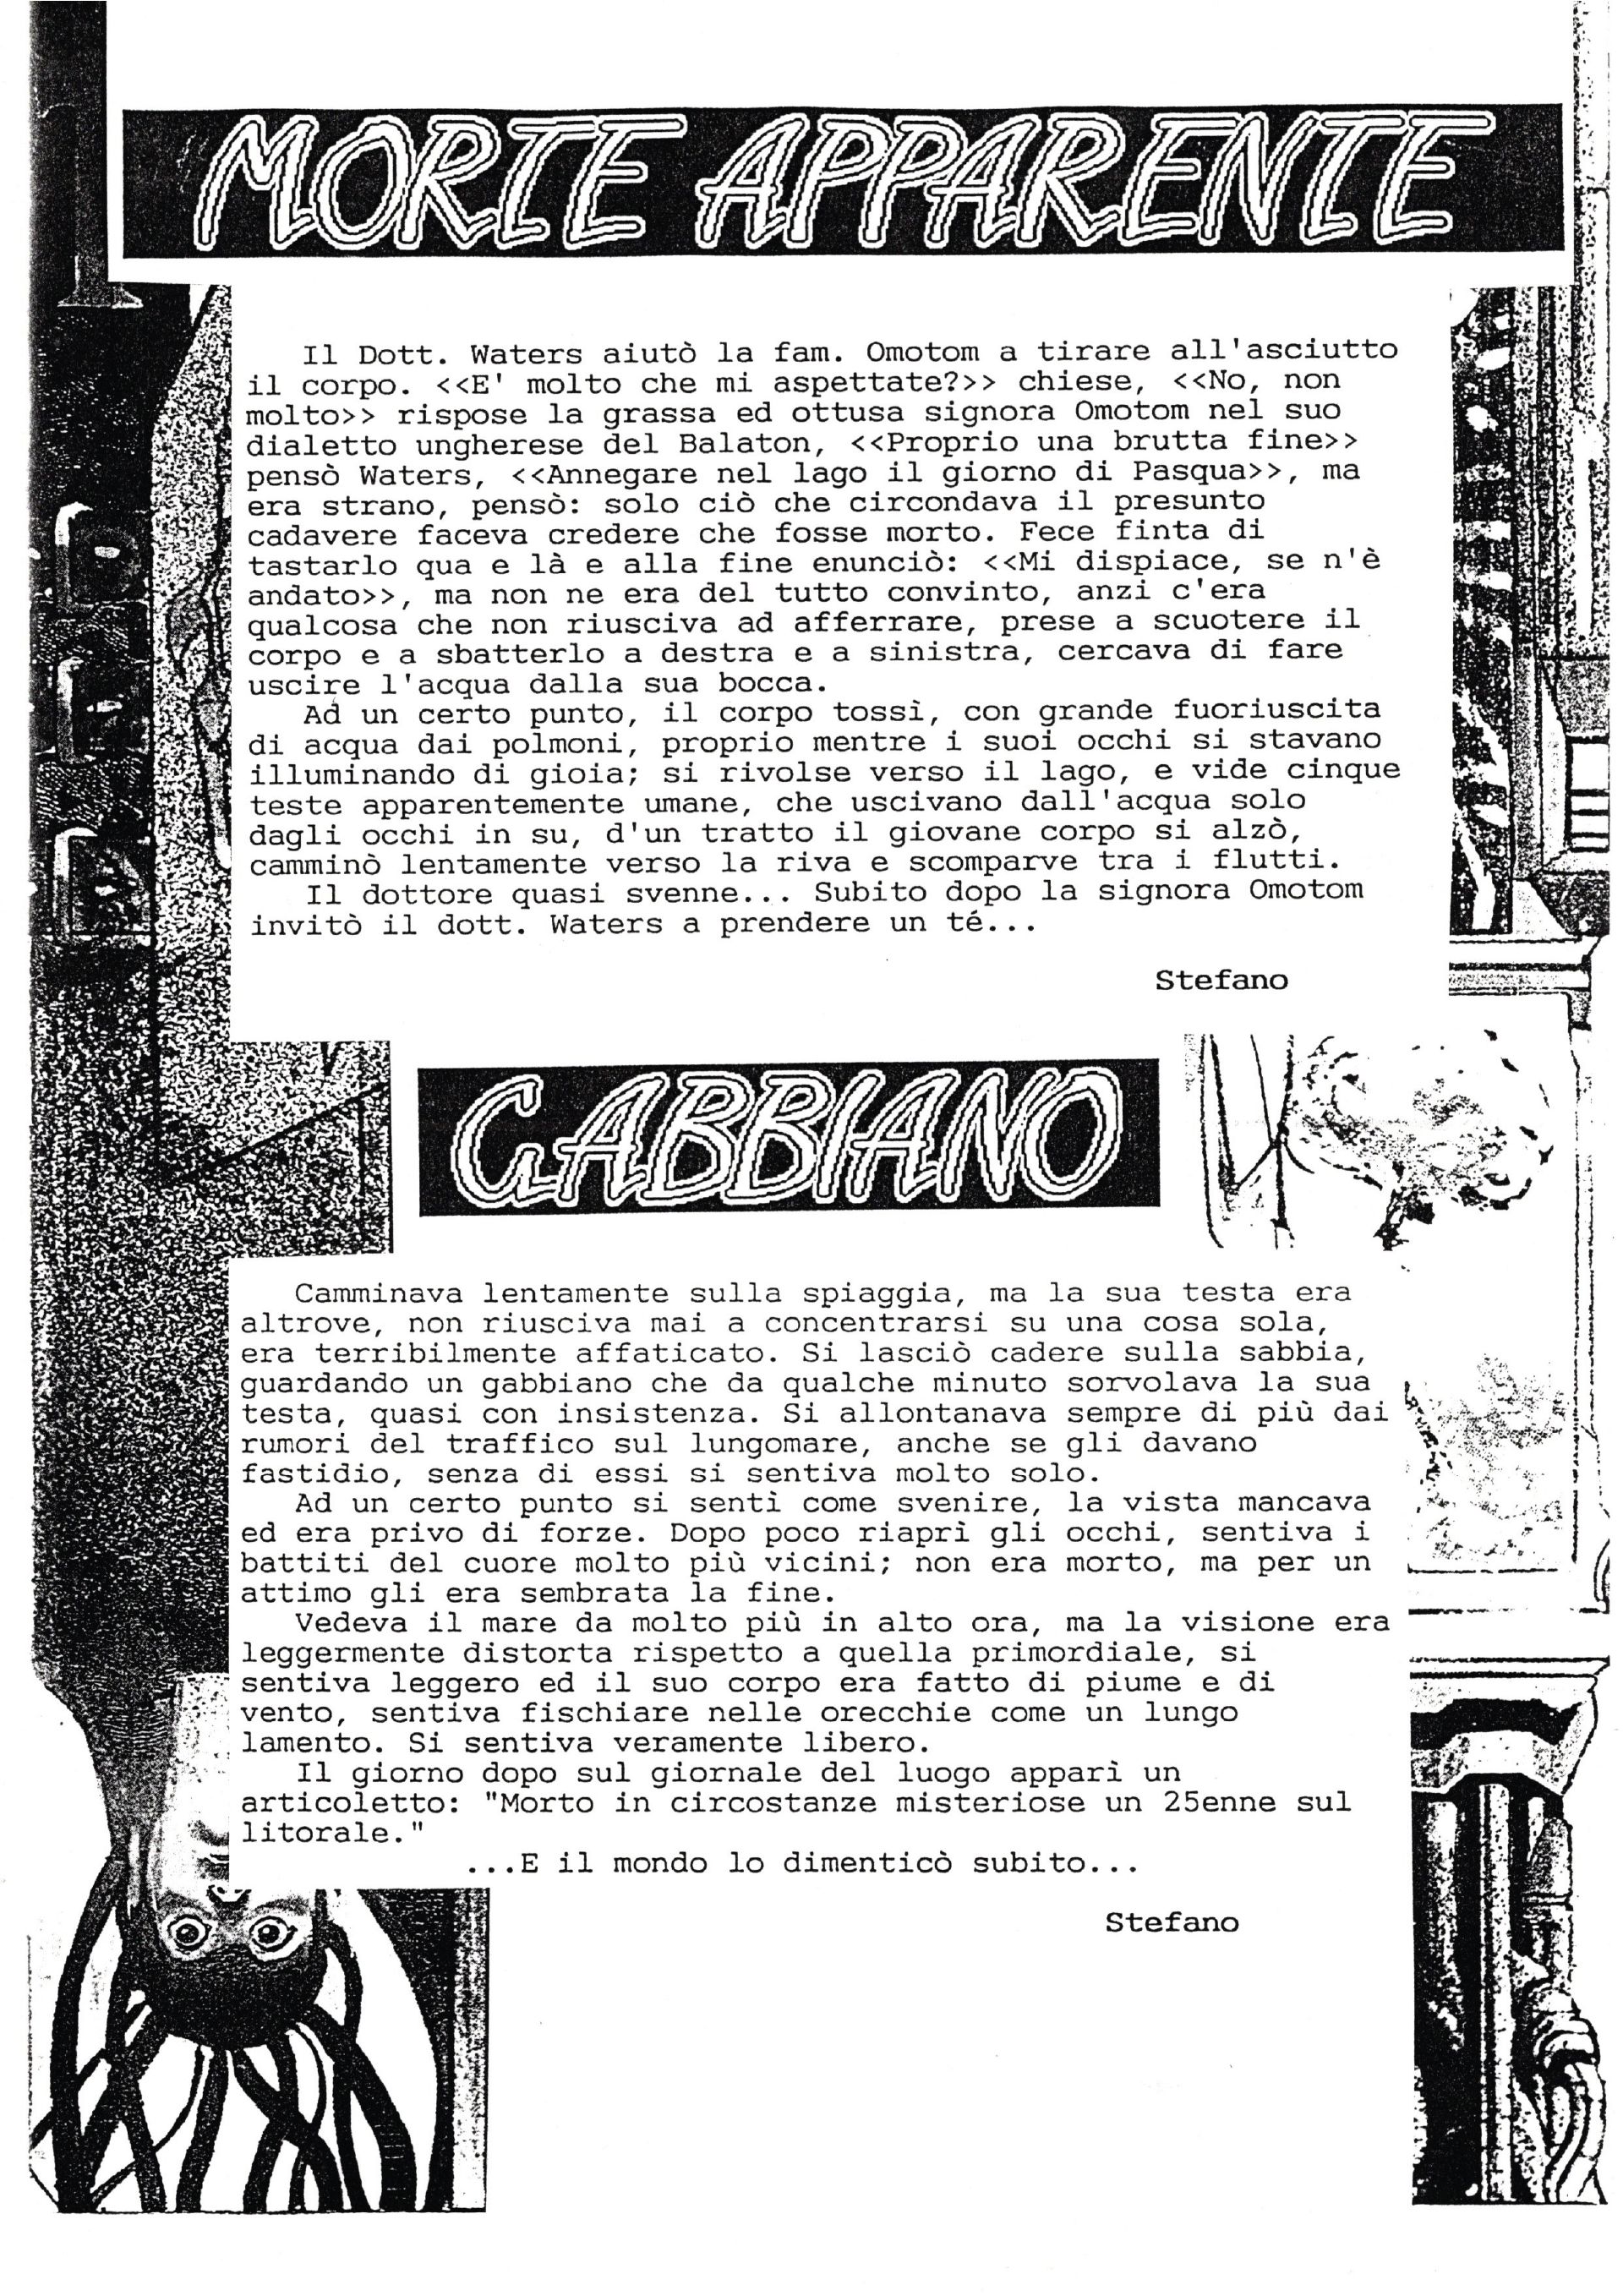 MORTE APPARENTE
Il Dott. Waters aiutò la fam. Omotom a tirare all'asciutto
il corpo. <<E' molto che mi aspettate?>> chiese, <<No, non
molto>> rispose la grassa ed ottusa signora Omotom nel suo
dialetto ungherese del Balaton, <<Proprio una brutta fine>>
pensò Waters, <<Annegare nel lago il giorno di Pasqua>>, ma
era strano, pensò: solo ciò che circondava il presunto
cadavere faceva credere che fosse morto. Fece finta di
tastarlo qua e là e alla fine enunciò: <<Mi dispiace, se n'è
andato>>, ma non ne era del tutto convinto, anzi c'era
qualcosa che non riusciva ad afferrare, prese a scuotere il
corpo e a sbatterlo a destra e a sinistra, cercava di fare
uscire l'acqua dalla sua bocca.
Ad un certo punto, il corpo tossì, con grande fuoriuscita
di acqua dai polmoni, proprio mentre i suoi occhi si stavano
illuminando di gioia; si rivolse verso il lago, e vide cinque
teste apparentemente umane, che uscivano dall'acqua solo
dagli occhi in su, d'un tratto il giovane corpo si alzò,
camminò lentamente verso la riva e scomparve tra i flutti.
Il dottore quasi svenne... Subito dopo la signora Omotom
invitò il dott. Waters a prendere un té...
Stefano
GABBIANO
Camminava lentamente sulla spiaggia, ma la sua testa era
altrove, non riusciva mai a concentrarsi su una cosa sola,
era terribilmente affaticato. Si lasciò cadere sulla sabbia,
guardando un gabbiano che da qualche minuto sorvolava la sua
testa, quasi con insistenza. Si allontanava sempre di più dai
rumori del traffico sul lungomare, anche se gli davano
fastidio, senza di essi si sentiva molto solo.
Ad un certo punto si sentì come svenire, la vista mancava
ed era privo di forze. Dopo poco riaprì gli occhi, sentiva i
battiti del cuore molto più vicini; non era morto, ma per un
attimo gli era sembrata la fine.
Vedeva il mare da molto più in alto ora, ma la visione era
leggermente distorta rispetto a quella primordiale, si
sentiva leggero ed il suo corpo era fatto di piume e di
vento, sentiva fischiare nelle orecchie come un lungo
lamento. Si sentiva veramente libero.
Il giorno dopo sul giornale del luogo apparì un
articoletto: "Morto in circostanze misteriose un 25enne sul
litorale."
...E il mondo lo dimenticò subito...
Stefano